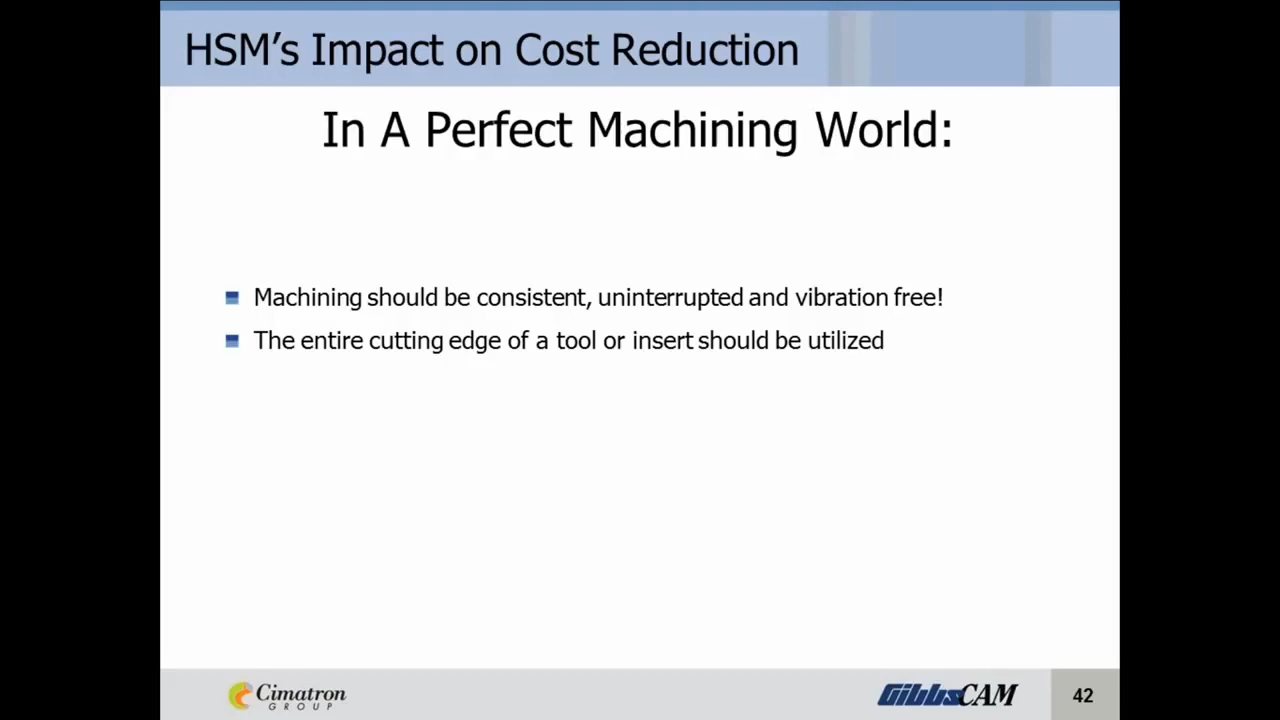 HSM’s Impact on Cost Reduction
In A Perfect Machining World:
Machining should be consistent, uninterrupted and vibration free!
The entire cutting edge of a tool or insert should be utilized
Cimatron
GROUP
GibbsCAM
42